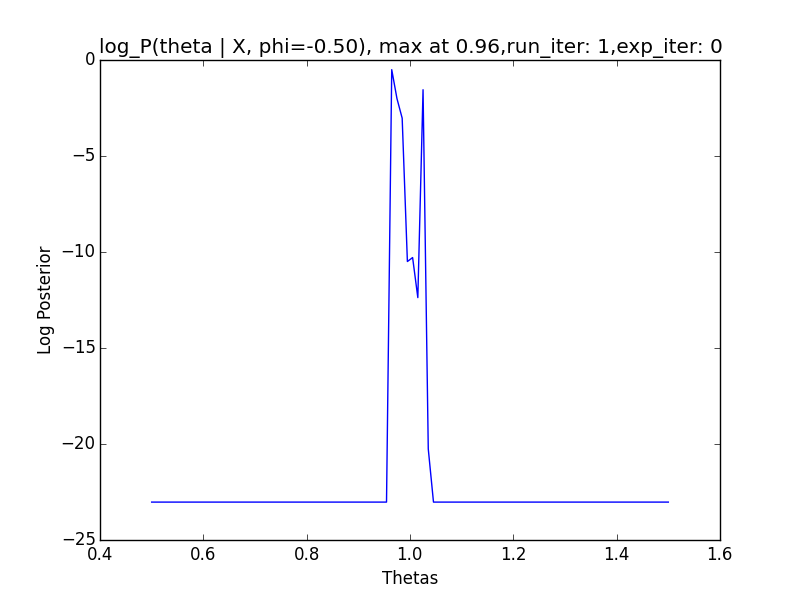 log_P(theta | X, phi=-0.50), max at 0.96,run_iter: 1,exp_iter: 0
0
−5
−10
−15
−20
−25
Log Posterior
0.4 0.6 0.8 1.0 1.2 1.4 1.6
Thetas